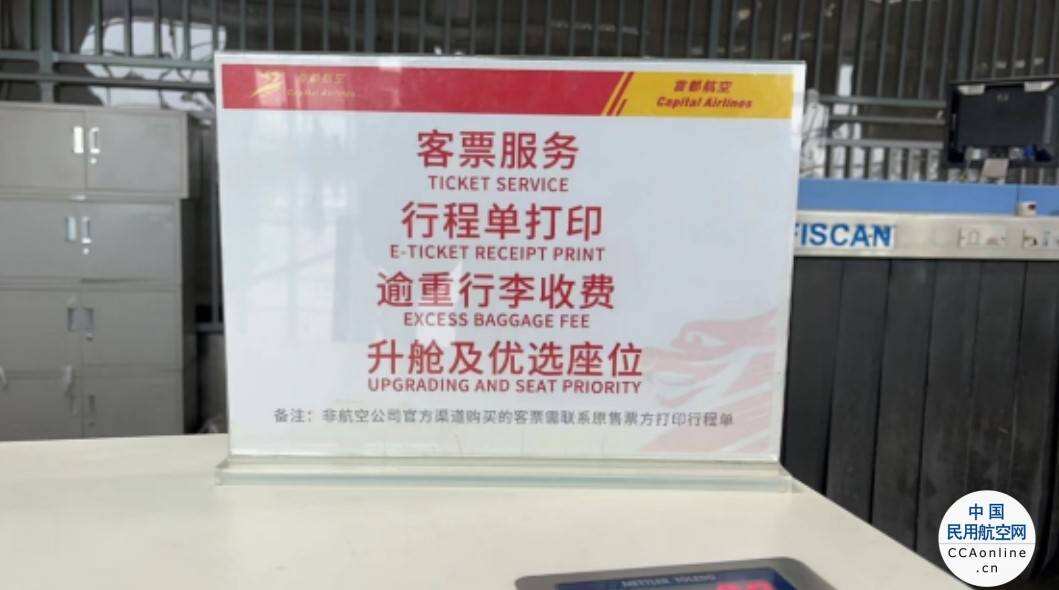 首都航空
Capital Airlines
首都航空
Capital Airlines
客票服务
TICKET SERVICE
行程单打印
E-TICKET RECEIPT PRINT
逾重行李收费
EXCESS BAGGAGE FEE
升舱及优选座位
UPGRADING AND SEAT PRIORITY
备注：非航空公司官方渠道购买的客票需联系原售票方打印行程单
FISCAN
METTLER TOLEDO
中国
民用航空网
CCAonline
.cn